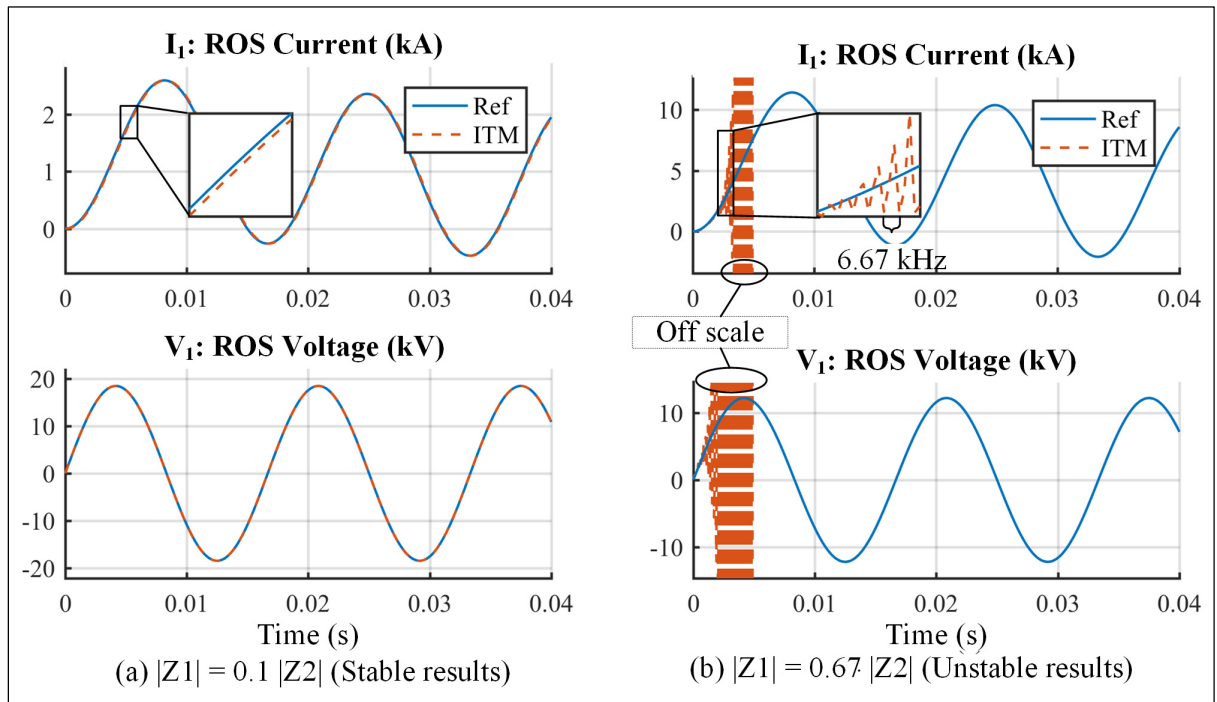 I₁: ROS Current (kA)
2
1
0
Ref
ITM
0 0.01 0.02 0.03 0.04
V₁: ROS Voltage (kV)
20
10
0
-10
-20
0 0.01 0.02 0.03 0.04
Time (s)
(a) |Z1| = 0.1 |Z2| (Stable results)
I₁: ROS Current (kA)
10
5
0
Ref
ITM
6.67 kHz
0 0.01 0.02 0.03 0.04
Off scale
V₁: ROS Voltage (kV)
10
0
-10
0 0.01 0.02 0.03 0.04
Time (s)
(b) |Z1| = 0.67 |Z2| (Unstable results)